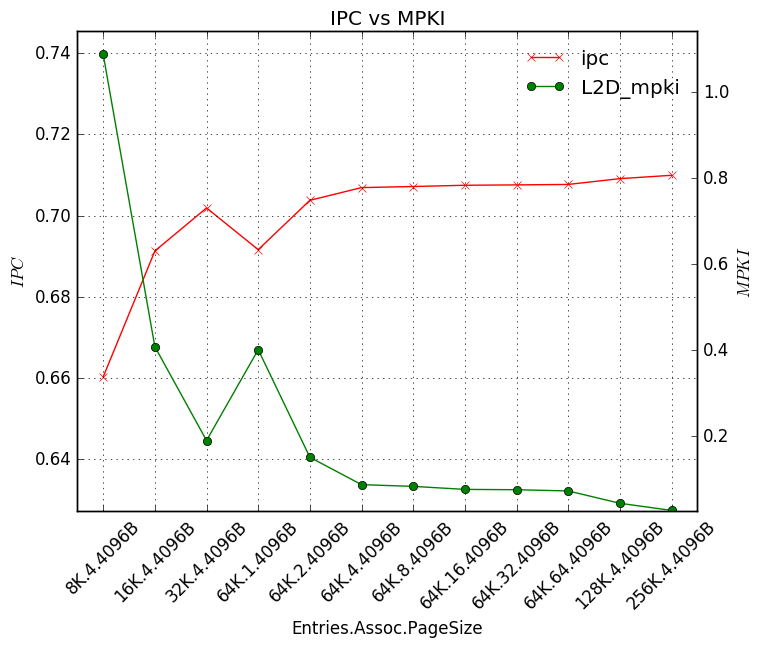 IPC vs MPKI
ipc
L2D_mpki
0.74
0.72
0.70
0.68
0.66
0.64
IPC
1.0
0.8
0.6
0.4
0.2
MPKI
8K.4.4096B
16K.4.4096B
32K.4.4096B
64K.1.4096B
64K.2.4096B
64K.4.4096B
64K.8.4096B
64K.16.4096B
64K.32.4096B
64K.64.4096B
128K.4.4096B
256K.4.4096B
Entries.Assoc.PageSize